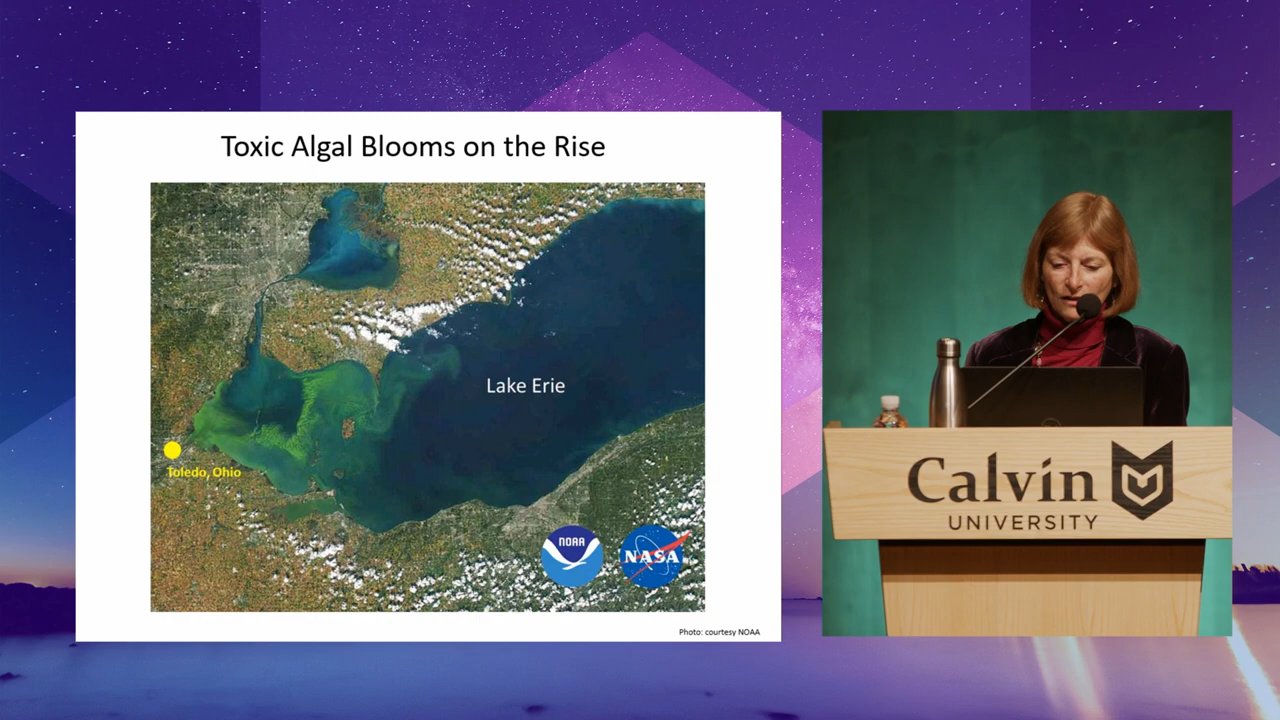 Toxic Algal Blooms on the Rise
Lake Erie
Toledo, Ohio
NOAA
NASA
Photo: courtesy NOAA
Calvin
UNIVERSITY